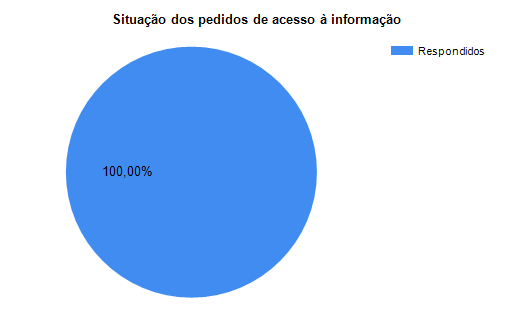 Situação dos pedidos de acesso à informação
Respondidos
100,00%